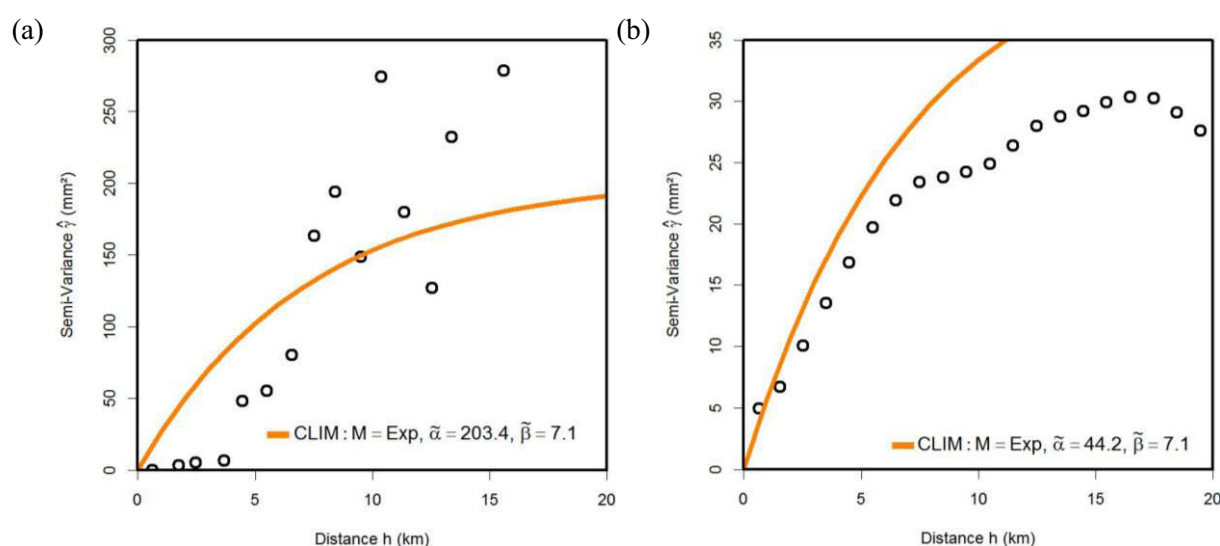 (a)
300
250
200
150
100
50
0
Semi-Variance γ̂ (mm²)
CLIM : M = Exp, α̃ = 203.4, β̃ = 7.1
0 5 10 15 20
Distance h (km)
(b)
35
30
25
20
15
10
5
0
Semi-Variance γ̂ (mm²)
CLIM : M = Exp, α̃ = 44.2, β̃ = 7.1
0 5 10 15 20
Distance h (km)